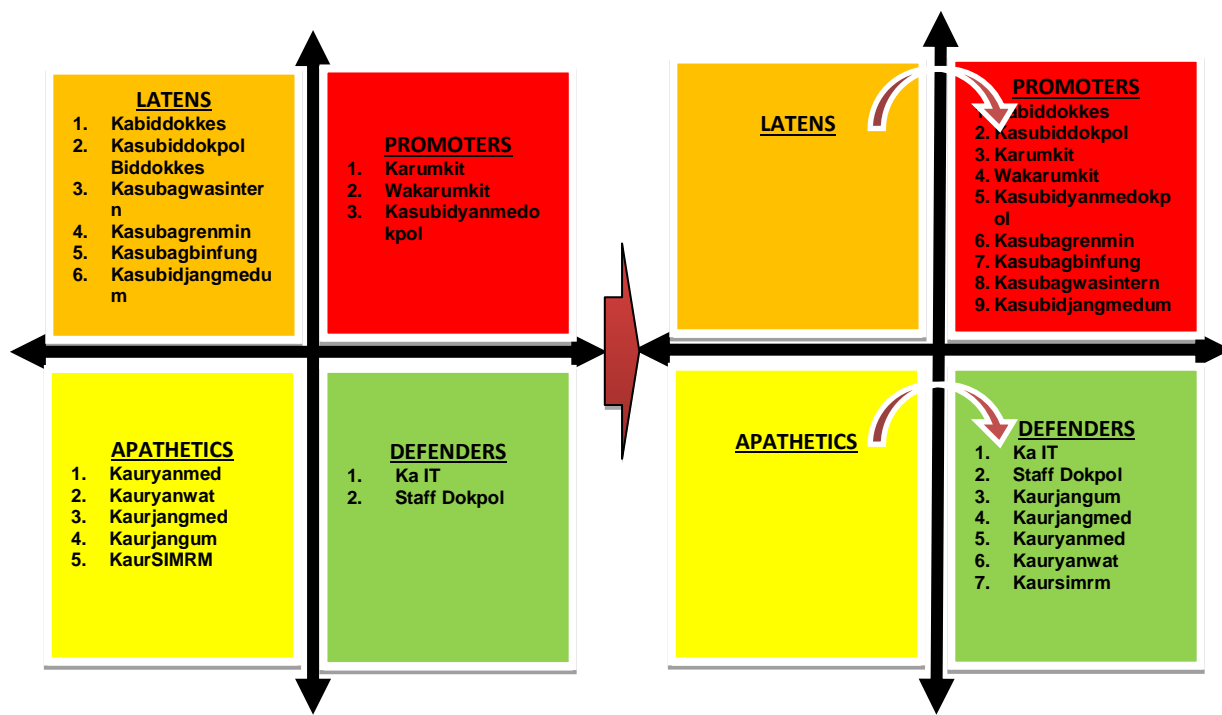 LATENS
1. Kabiddokkes
2. Kasubiddokpol
Biddokkes
3. Kasubagwasinter
n
4. Kasubagrenmin
5. Kasubagbinfung
6. Kasubidjangmedu
m
PROMOTERS
1. Karumkit
2. Wakarumkit
3. Kasubidyanmedo
kpol
APATHETICS
1. Kauryanmed
2. Kauryanwat
3. Kaurjangmed
4. Kaurjangum
5. KaurSIMRM
DEFENDERS
1. Ka IT
2. Staff Dokpol
LATENS
PROMOTERS
1. Kabiddokkes
2. Kasubiddokpol
3. Karumkit
4. Wakarumkit
5. Kasubidyanmedokp
ol
6. Kasubagrenmin
7. Kasubagbinfung
8. Kasubagwasintern
9. Kasubidjangmedum
APATHETICS
DEFENDERS
1. Ka IT
2. Staff Dokpol
3. Kaurjangum
4. Kaurjangmed
5. Kauryanmed
6. Kauryanwat
7. Kaursimrm